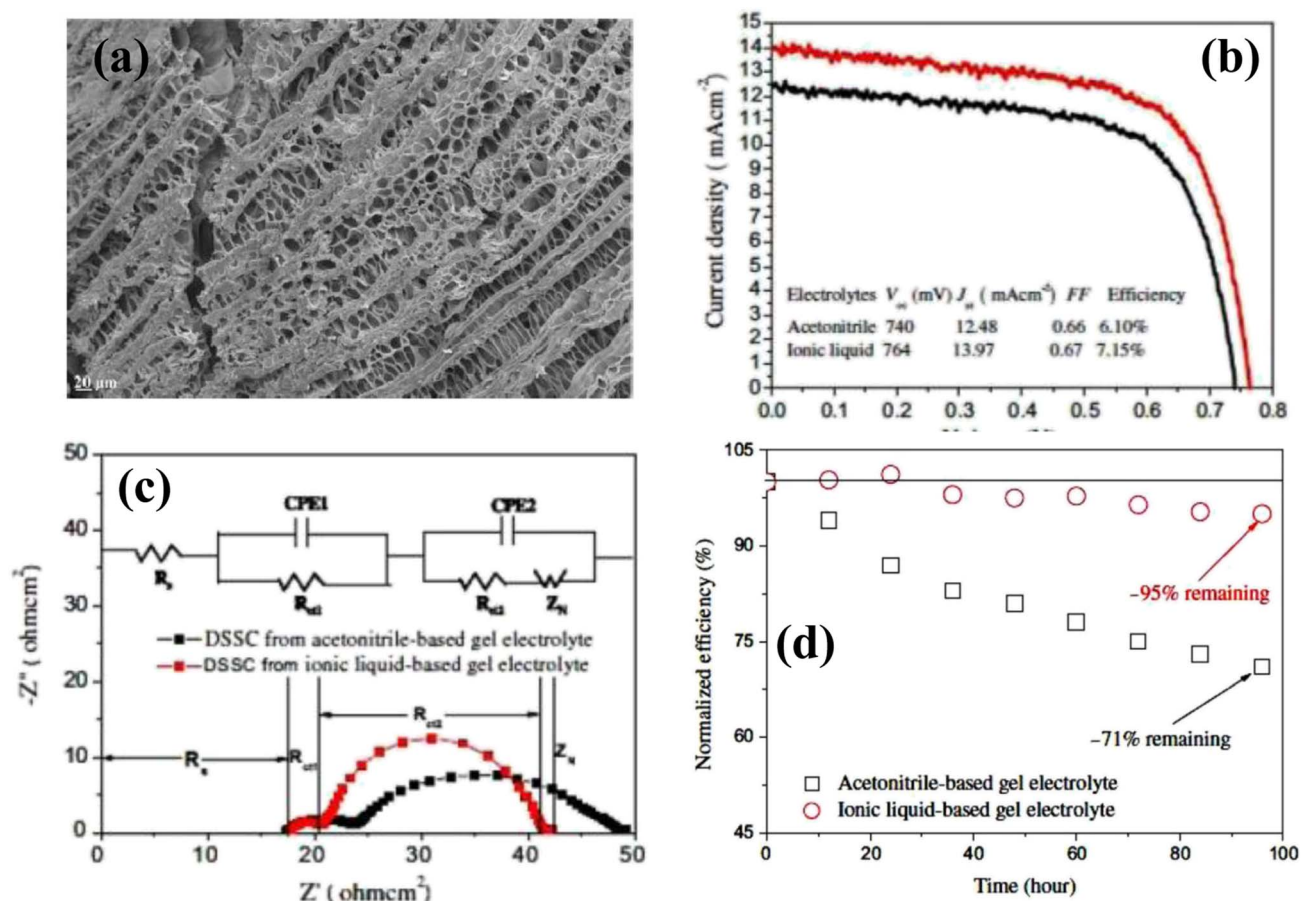 (a)
20 µm
(b)
Current density ( mAcm⁻²)
15
14
13
12
11
10
9
8
7
6
5
4
3
2
1
0
Electrolytes V (mV) J ( mAcm⁻²) FF Efficiency
Acetonitrile 740 12.48 0.66 6.10%
Ionic liquid 764 13.97 0.67 7.15%
0.0 0.1 0.2 0.3 0.4 0.5 0.6 0.7 0.8
(c)
-Z" ( ohmcm²)
50
40
30
20
10
0
CPE1
CPE2
Rs
Rct1
Rct2
ZN
DSSC from acetonitrile-based gel electrolyte
DSSC from ionic liquid-based gel electrolyte
Rs
Rct1
Rct2
ZN
0 10 20 30 40 50
Z' ( ohmcm²)
(d)
Normalized efficiency (%)
105
90
75
60
45
~95% remaining
~71% remaining
Acetonitrile-based gel electrolyte
Ionic liquid-based gel electrolyte
0 20 40 60 80 100
Time (hour)